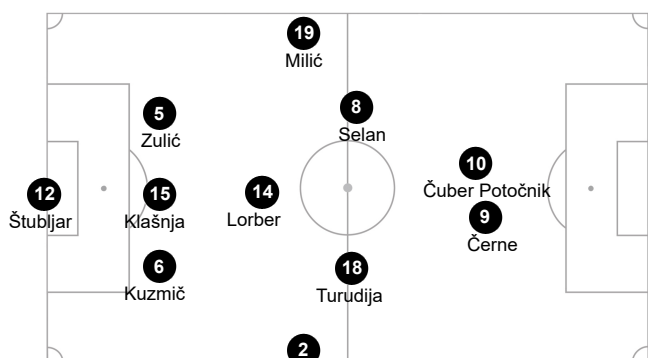 19
Milić
5
Zulić
8
Selan
10
Čuber Potočnik
12
Štubljar
15
Klašnja
14
Lorber
9
Černe
6
Kuzmič
18
Turudija
2